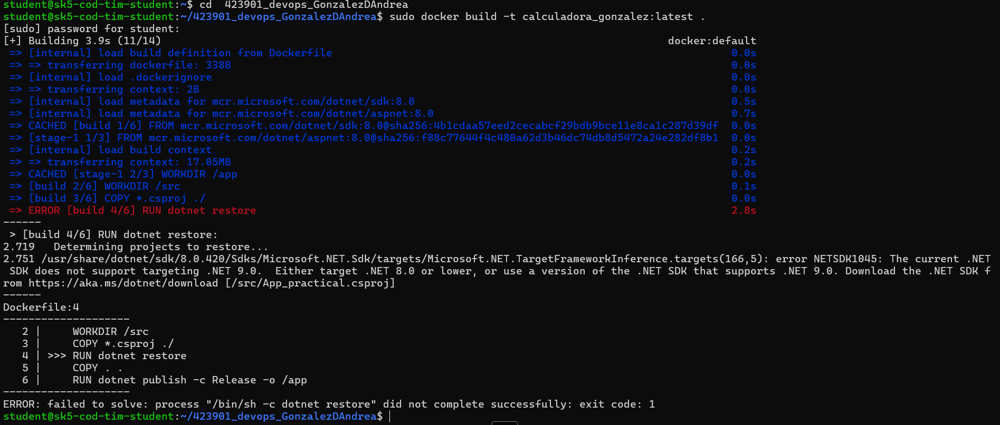 student@sk5-cod-tim-student:~$ cd  423901_devops_GonzalezDAndrea
student@sk5-cod-tim-student:~/423901_devops_GonzalezDAndrea$ sudo docker build -t calculadora_gonzalez:latest .
[sudo] password for student:
[+] Building 3.9s (11/14) docker:default
=> [internal] load build definition from Dockerfile 0.0s
=> => transferring dockerfile: 338B 0.0s
=> [internal] load .dockerignore 0.0s
=> => transferring context: 2B 0.0s
=> [internal] load metadata for mcr.microsoft.com/dotnet/sdk:8.0 0.5s
=> [internal] load metadata for mcr.microsoft.com/dotnet/aspnet:8.0 0.7s
=> CACHED [build 1/6] FROM mcr.microsoft.com/dotnet/sdk:8.0@sha256:4b1cdaa57eed2cecabcf29bdb9bce11e8ca1c287d39df 0.0s
=> [stage-1 1/3] FROM mcr.microsoft.com/dotnet/aspnet:8.0@sha256:f88c77644f4c480a62d3b46dc74db8d5472a24e282df8b1 0.0s
=> [internal] load build context 0.2s
=> => transferring context: 17.05MB 0.2s
=> CACHED [stage-1 2/3] WORKDIR /app 0.0s
=> [build 2/6] WORKDIR /src 0.1s
=> [build 3/6] COPY *.csproj ./ 0.0s
=> ERROR [build 4/6] RUN dotnet restore 2.8s
------
> [build 4/6] RUN dotnet restore:
2.719   Determining projects to restore...
2.751 /usr/share/dotnet/sdk/8.0.420/Sdks/Microsoft.NET.Sdk/targets/Microsoft.NET.TargetFrameworkInference.targets(166,5): error NETSDK1045: The current .NET
SDK does not support targeting .NET 9.0.  Either target .NET 8.0 or lower, or use a version of the .NET SDK that supports .NET 9.0. Download the .NET SDK f
rom https://aka.ms/dotnet/download [/src/App_practical.csproj]
------
Dockerfile:4
--------------------
2 |     WORKDIR /src
3 |     COPY *.csproj ./
4 | >>> RUN dotnet restore
5 |     COPY . .
6 |     RUN dotnet publish -c Release -o /app
--------------------
ERROR: failed to solve: process "/bin/sh -c dotnet restore" did not complete successfully: exit code: 1
student@sk5-cod-tim-student:~/423901_devops_GonzalezDAndrea$